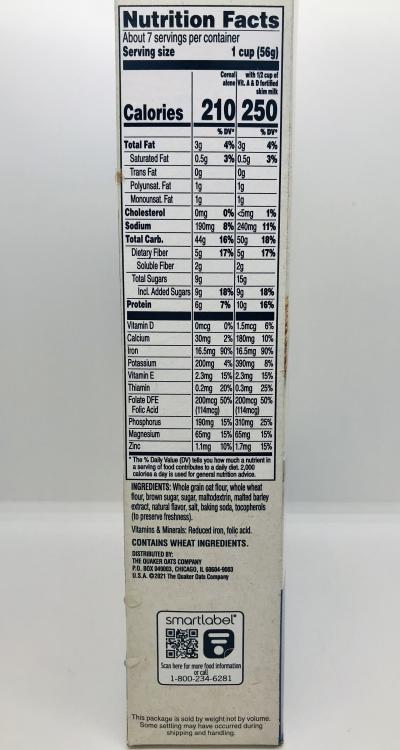 Nutrition Facts
About 7 servings per container
Serving size 1 cup (56g)
Cereal alone with 1/2 cup of Vit. A & D fortified skim milk
Calories 210 250
% DV* % DV*
Total Fat 3g 4% 3g 4%
Saturated Fat 0.5g 3% 0.5g 3%
Trans Fat 0g 0g
Polyunsat. Fat 1g 1g
Monounsat. Fat 1g 1g
Cholesterol 0mg 0% <5mg 1%
Sodium 190mg 8% 240mg 11%
Total Carb. 44g 16% 50g 18%
Dietary Fiber 5g 17% 5g 17%
Soluble Fiber 2g 2g
Total Sugars 9g 15g
Incl. Added Sugars 9g 18% 9g 18%
Protein 6g 7% 10g 16%
Vitamin D 0mcg 0% 1.5mcg 6%
Calcium 30mg 2% 180mg 10%
Iron 16.5mg 90% 16.5mg 90%
Potassium 200mg 4% 390mg 8%
Vitamin E 2.3mg 15% 2.3mg 15%
Thiamin 0.2mg 20% 0.3mg 25%
Folate DFE 200mcg 50% 200mcg 50%
Folic Acid (114mcg) (114mcg)
Phosphorus 190mg 15% 310mg 25%
Magnesium 65mg 15% 65mg 15%
Zinc 1.1mg 10% 1.7mg 15%
* The % Daily Value (DV) tells you how much a nutrient in
a serving of food contributes to a daily diet. 2,000
calories a day is used for general nutrition advice.
INGREDIENTS: Whole grain oat flour, whole wheat
flour, brown sugar, sugar, maltodextrin, malted barley
extract, natural flavor, salt, baking soda, tocopherols
(to preserve freshness).
Vitamins & Minerals: Reduced iron, folic acid.
CONTAINS WHEAT INGREDIENTS.
DISTRIBUTED BY:
THE QUAKER OATS COMPANY
P.O. BOX 049003, CHICAGO, IL 60604-9003
U.S.A. ©2021 The Quaker Oats Company
smartlabel
Scan here for more food information
or call
1-800-234-6281
This package is sold by weight not by volume.
Some settling may have occurred during
shipping and handling.